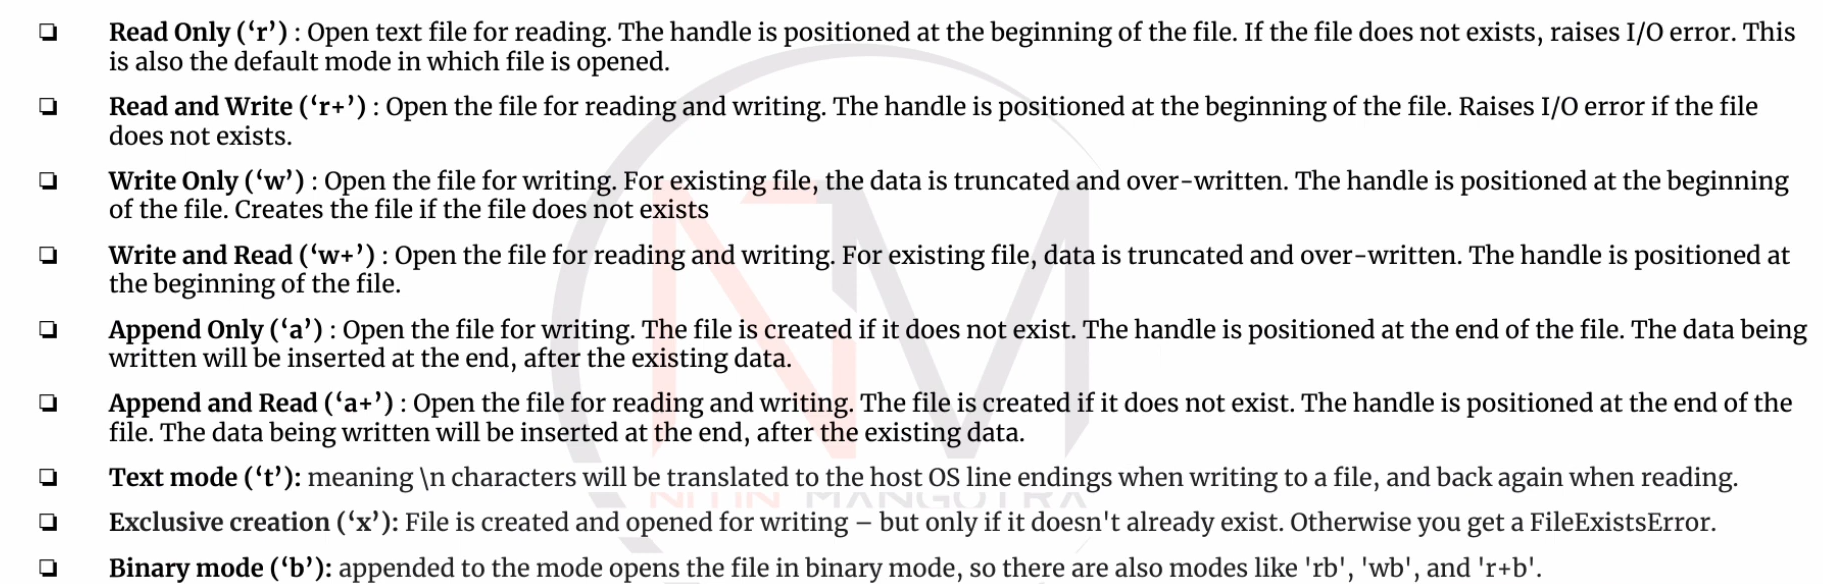 ❏ Read Only (‘r’) : Open text file for reading. The handle is positioned at the beginning of the file. If the file does not exists, raises I/O error. This
is also the default mode in which file is opened.
❏ Read and Write (‘r+’) : Open the file for reading and writing. The handle is positioned at the beginning of the file. Raises I/O error if the file
does not exists.
❏ Write Only (‘w’) : Open the file for writing. For existing file, the data is truncated and over-written. The handle is positioned at the beginning
of the file. Creates the file if the file does not exists
❏ Write and Read (‘w+’) : Open the file for reading and writing. For existing file, data is truncated and over-written. The handle is positioned at
the beginning of the file.
❏ Append Only (‘a’) : Open the file for writing. The file is created if it does not exist. The handle is positioned at the end of the file. The data being
written will be inserted at the end, after the existing data.
❏ Append and Read (‘a+’) : Open the file for reading and writing. The file is created if it does not exist. The handle is positioned at the end of the
file. The data being written will be inserted at the end, after the existing data.
❏ Text mode (‘t’): meaning \n characters will be translated to the host OS line endings when writing to a file, and back again when reading.
NITIN MANGOTRA
❏ Exclusive creation (‘x’): File is created and opened for writing – but only if it doesn't already exist. Otherwise you get a FileExistsError.
❏ Binary mode (‘b’): appended to the mode opens the file in binary mode, so there are also modes like 'rb', 'wb', and 'r+b'.